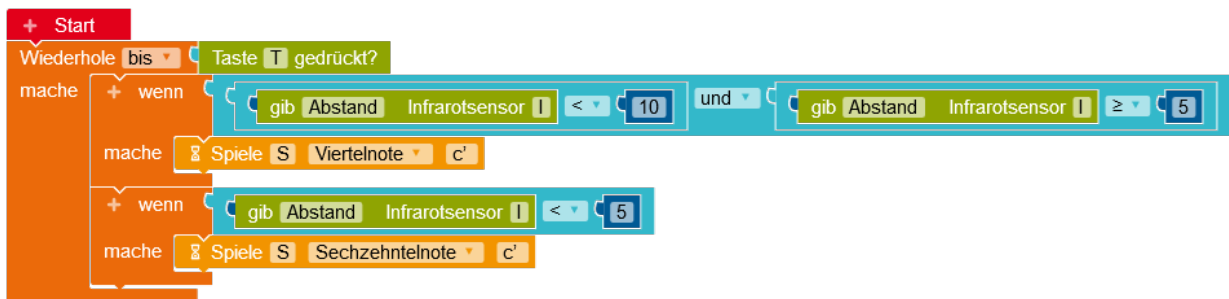 + Start
Wiederhole bis Taste T gedrückt?
mache + wenn gib Abstand Infrarotsensor I < 10 und gib Abstand Infrarotsensor I ≥ 5
mache Spiele S Viertelnote c'
+ wenn gib Abstand Infrarotsensor I < 5
mache Spiele S Sechzehntelnote c'